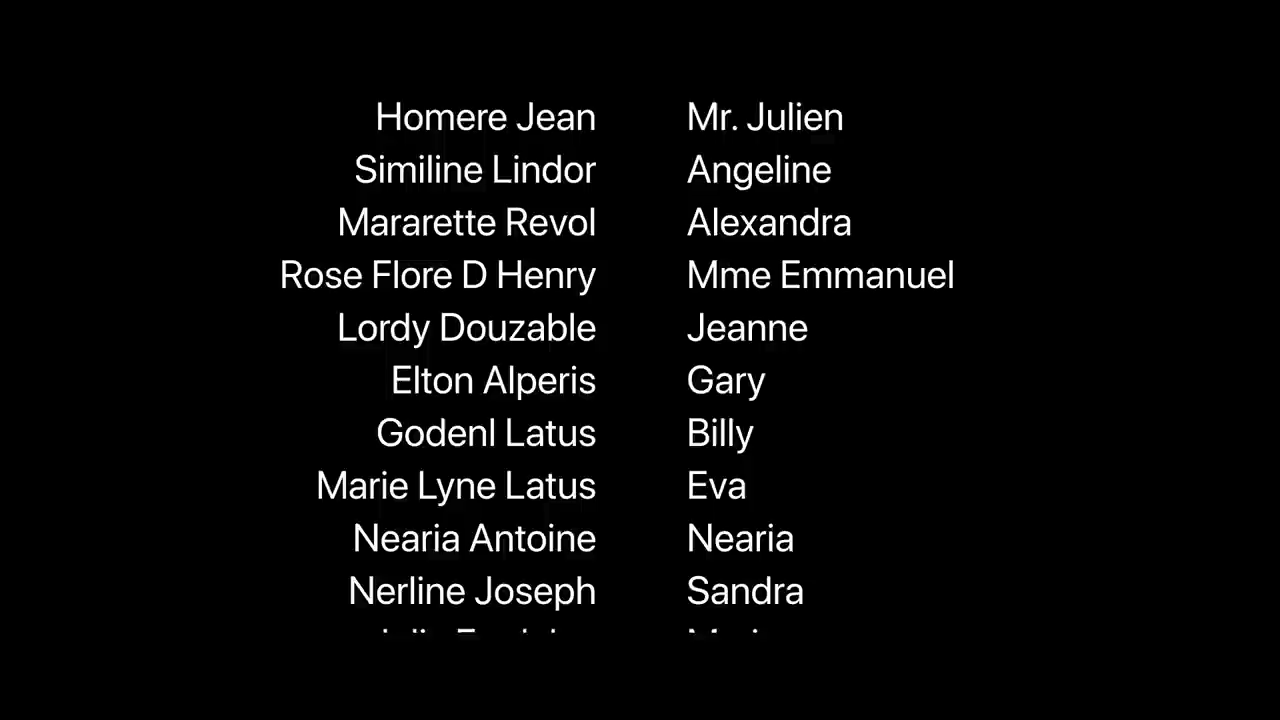 Homere Jean Mr. Julien
Similine Lindor Angeline
Mararette Revol Alexandra
Rose Flore D Henry Mme Emmanuel
Lordy Douzable Jeanne
Elton Alperis Gary
Godenl Latus Billy
Marie Lyne Latus Eva
Nearia Antoine Nearia
Nerline Joseph Sandra